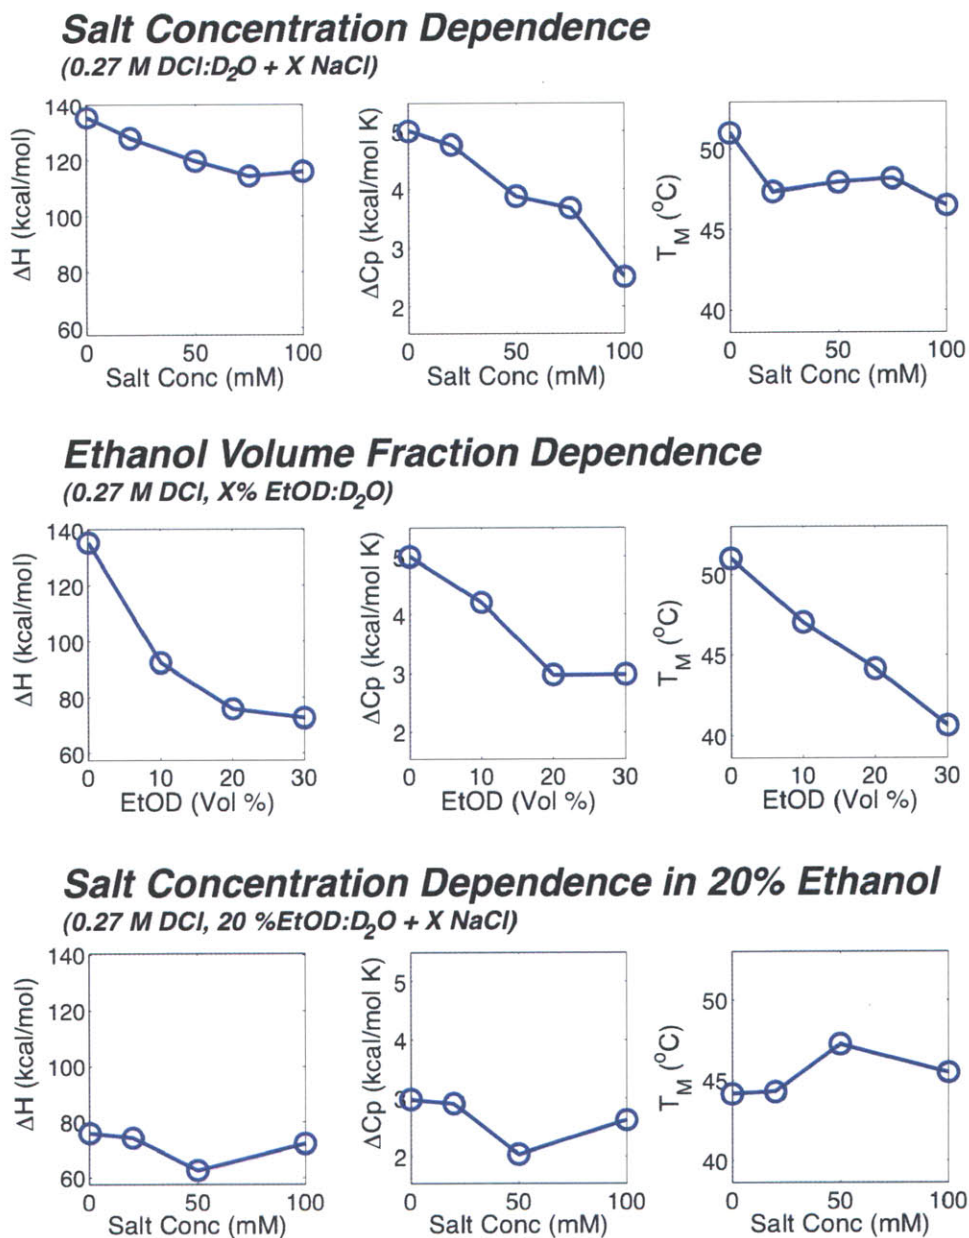 Salt Concentration Dependence
(0.27 M DCl:D2O + X NaCl)
140
120
100
80
60
ΔH (kcal/mol)
0 50 100
Salt Conc (mM)
5
4
3
2
ΔCp (kcal/mol K)
0 50 100
Salt Conc (mM)
50
45
40
TM (oC)
0 50 100
Salt Conc (mM)
Ethanol Volume Fraction Dependence
(0.27 M DCl, X% EtOD:D2O)
140
120
100
80
60
ΔH (kcal/mol)
0 10 20 30
EtOD (Vol %)
5
4
3
2
ΔCp (kcal/mol K)
0 10 20 30
EtOD (Vol %)
50
45
40
TM (oC)
0 10 20 30
EtOD (Vol %)
Salt Concentration Dependence in 20% Ethanol
(0.27 M DCl, 20 %EtOD:D2O + X NaCl)
140
120
100
80
60
ΔH (kcal/mol)
0 50 100
Salt Conc (mM)
5
4
3
2
ΔCp (kcal/mol K)
0 50 100
Salt Conc (mM)
50
45
40
TM (oC)
0 50 100
Salt Conc (mM)